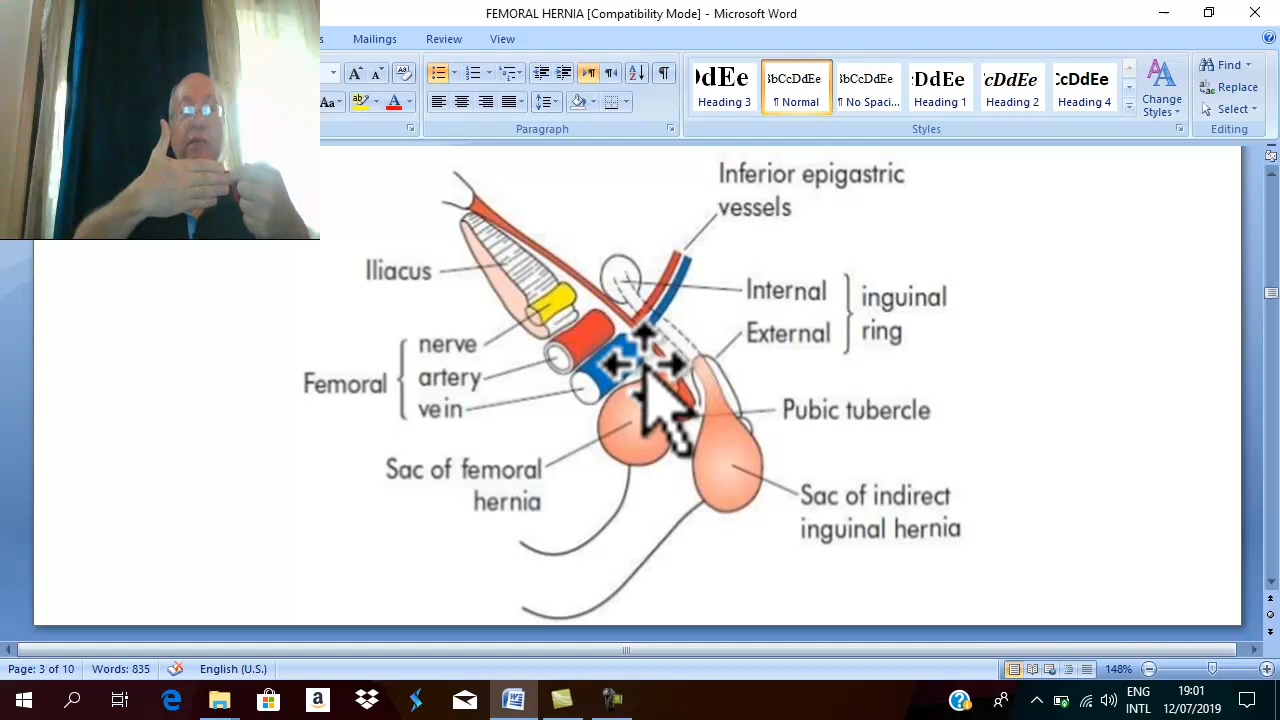 FEMORAL HERNIA [Compatibility Mode] - Microsoft Word
Mailings Review View
Aa
Paragraph
Heading 3
AaBbCcDdEe
¶ Normal
¶ No Spaci...
Heading 1
Heading 2
Heading 4
Change
Styles
Styles
Find
Replace
Select
Editing
Inferior epigastric
vessels
Iliacus
Internal
External
inguinal
ring
Femoral
nerve
artery
vein
Pubic tubercle
Sac of femoral
hernia
Sac of indirect
inguinal hernia
Page: 3 of 10 Words: 835 English (U.S.) 148%
ENG
INTL
19:01
12/07/2019